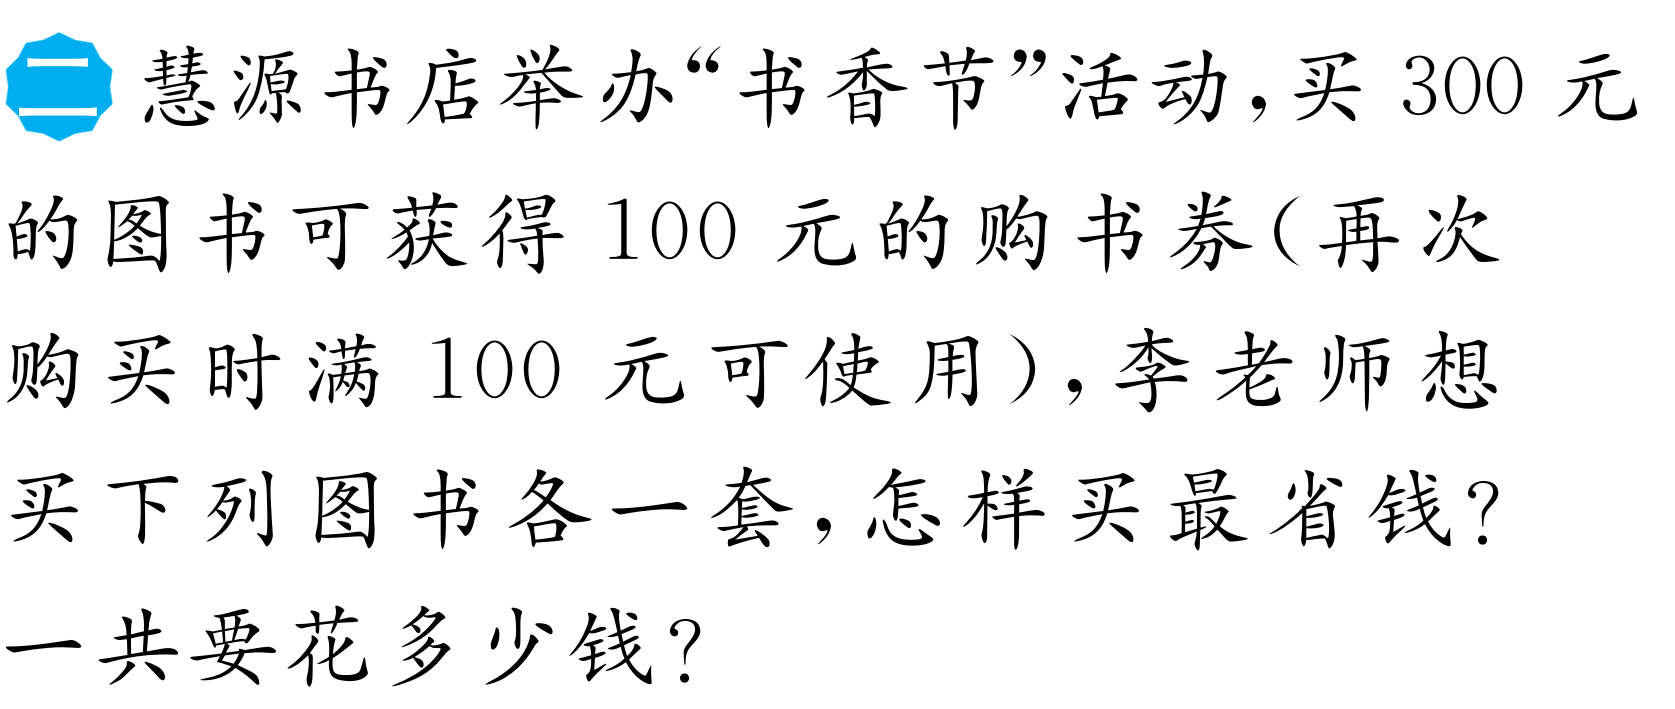 二 慧源书店举办“书香节”活动,买 300 元
的图书可获得 100 元的购书券(再次
购买时满 100 元可使用),李老师想
买下列图书各一套,怎样买最省钱?
一共要花多少钱?